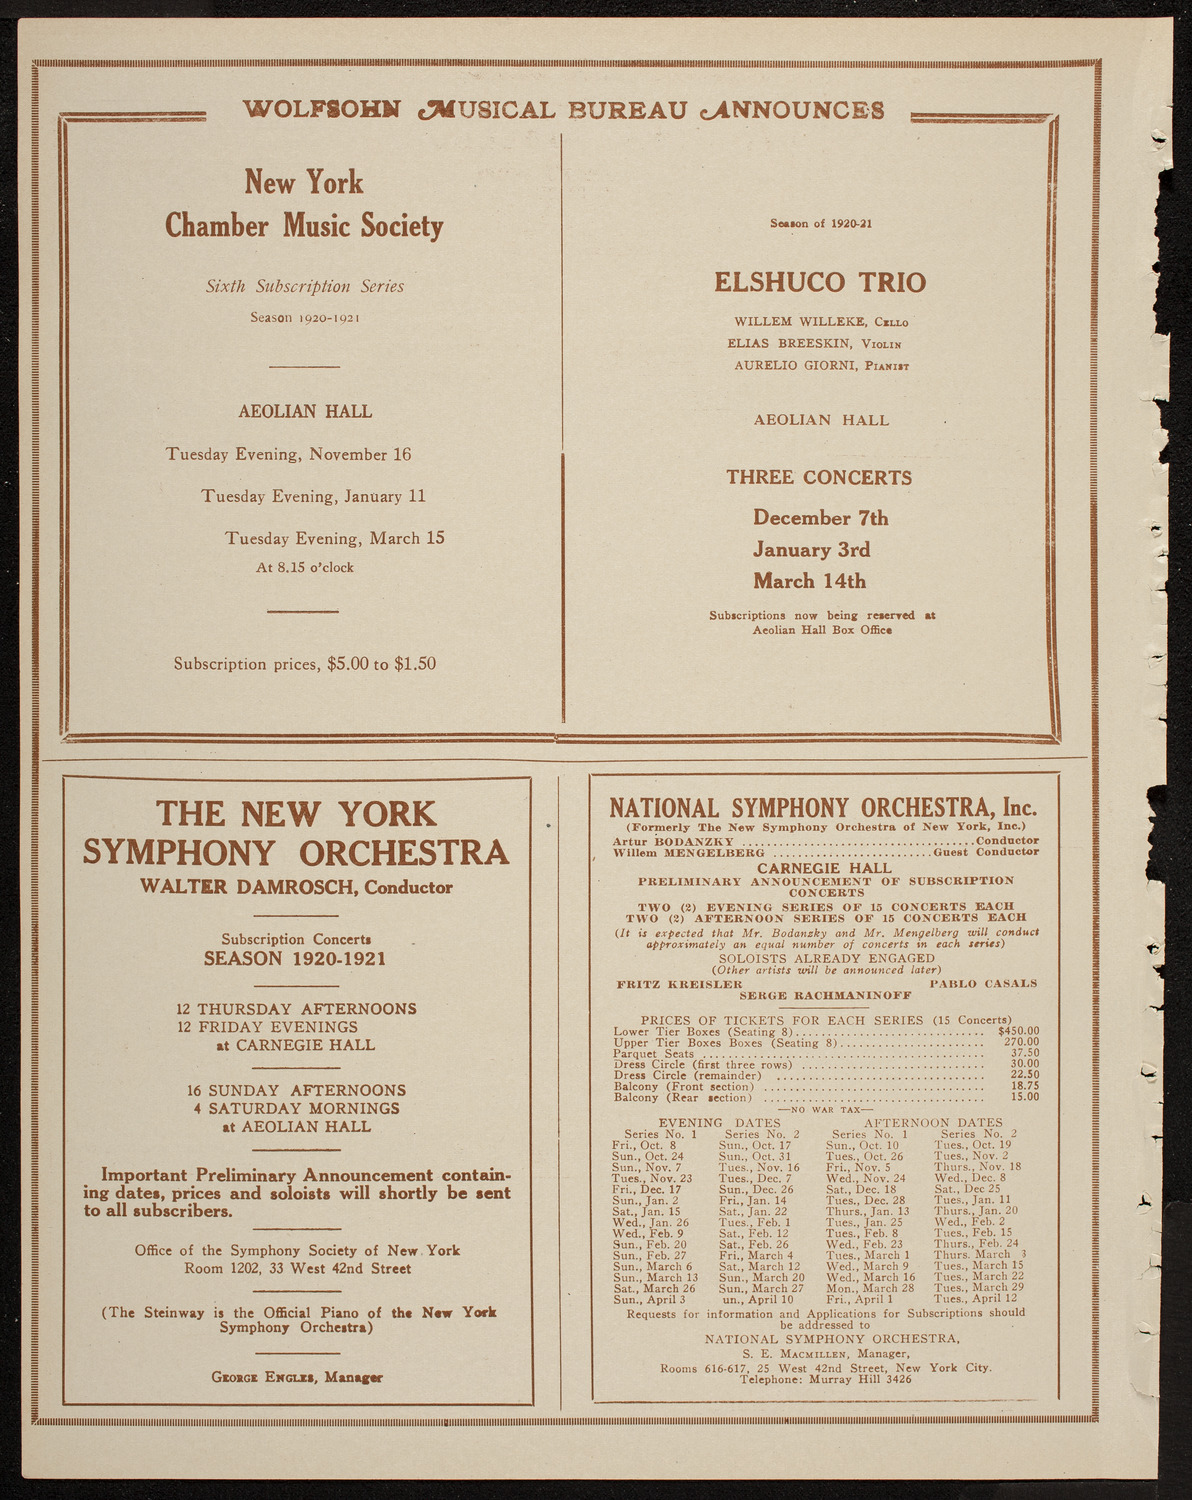 WOLFSOHN MUSICAL BUREAU ANNOUNCES
New York
Chamber Music Society
Sixth Subscription Series
Season 1920-1921
AEOLIAN HALL
Tuesday Evening, November 16
Tuesday Evening, January 11
Tuesday Evening, March 15
At 8.15 o'clock
Subscription prices, $5.00 to $1.50
Season of 1920-21
ELSHUCO TRIO
WILLEM WILLEKE, CELLO
ELIAS BREESKIN, VIOLIN
AURELIO GIORNI, PIANIST
AEOLIAN HALL
THREE CONCERTS
December 7th
January 3rd
March 14th
Subscriptions now being reserved at
Aeolian Hall Box Office
THE NEW YORK
SYMPHONY ORCHESTRA
WALTER DAMROSCH, Conductor
Subscription Concerts
SEASON 1920-1921
12 THURSDAY AFTERNOONS
12 FRIDAY EVENINGS
at CARNEGIE HALL
16 SUNDAY AFTERNOONS
4 SATURDAY MORNINGS
at AEOLIAN HALL
Important Preliminary Announcement contain-
ing dates, prices and soloists will shortly be sent
to all subscribers.
Office of the Symphony Society of New York
Room 1202, 33 West 42nd Street
(The Steinway is the Official Piano of the New York
Symphony Orchestra)
GEORGE ENGLES, Manager
NATIONAL SYMPHONY ORCHESTRA, Inc.
(Formerly The New Symphony Orchestra of New York, Inc.)
Artur BODANZKY ......................................Conductor
Willem MENGELBERG ..........................Guest Conductor
CARNEGIE HALL
PRELIMINARY ANNOUNCEMENT OF SUBSCRIPTION
CONCERTS
TWO (2) EVENING SERIES OF 15 CONCERTS EACH
TWO (2) AFTERNOON SERIES OF 15 CONCERTS EACH
(It is expected that Mr. Bodansky and Mr. Mengelberg will conduct
approximately an equal number of concerts in each series)
SOLOISTS ALREADY ENGAGED
(Other artists will be announced later)
FRITZ KREISLER PABLO CASALS
SERGE RACHMANINOFF
PRICES OF TICKETS FOR EACH SERIES (15 Concerts)
Lower Tier Boxes (Seating 8).............................. $450.00
Upper Tier Boxes Boxes (Seating 8)....................... 270.00
Parquet Seats ............................................. 37.50
Dress Circle (first three rows) ............................. 30.00
Dress Circle (remainder) ................................. 22.50
Balcony (Front section) ................................... 18.75
Balcony (Rear section) ................................... 15.00
—NO WAR TAX—
EVENING DATES AFTERNOON DATES
Series No. 1 Series No. 2 Series No. 1 Series No. 2
Fri., Oct. 8 Sun., Oct. 17 Sun., Oct. 10 Tues., Oct. 19
Sun., Oct. 24 Sun., Oct. 31 Tues., Oct. 26 Tues., Nov. 2
Sun., Nov. 7 Tues., Nov. 16 Fri., Nov. 5 Thurs., Nov. 18
Tues., Nov. 23 Tues., Dec. 7 Wed., Nov. 24 Wed., Dec. 8
Fri., Dec. 17 Sun., Dec. 26 Sat., Dec. 18 Sat., Dec 25
Sun., Jan. 2 Fri., Jan. 14 Tues., Dec. 28 Tues., Jan. 11
Sat., Jan. 15 Sat., Jan. 22 Thurs., Jan. 13 Thurs., Jan. 20
Wed., Jan. 26 Tues., Feb. 1 Tues., Jan. 25 Wed., Feb. 2
Wed., Feb. 9 Sat., Feb. 12 Tues., Feb. 8 Tues., Feb. 15
Sun., Feb. 20 Sat., Feb. 26 Wed., Feb. 23 Thurs., Feb. 24
Sun., Feb. 27 Fri., March 4 Tues., March 1 Thurs. March 3
Sun., March 6 Sat., March 12 Wed., March 9 Tues., March 15
Sun., March 13 Sun., March 20 Wed., March 16 Tues., March 22
Sat., March 26 Sun., March 27 Mon., March 28 Tues., March 29
Sun., April 3 un., April 10 Fri., April 1 Tues., April 12
Requests for information and Applications for Subscriptions should
be addressed to
NATIONAL SYMPHONY ORCHESTRA,
S. E. MACMILLEN, Manager,
Rooms 616-617, 25 West 42nd Street, New York City.
Telephone: Murray Hill 3426